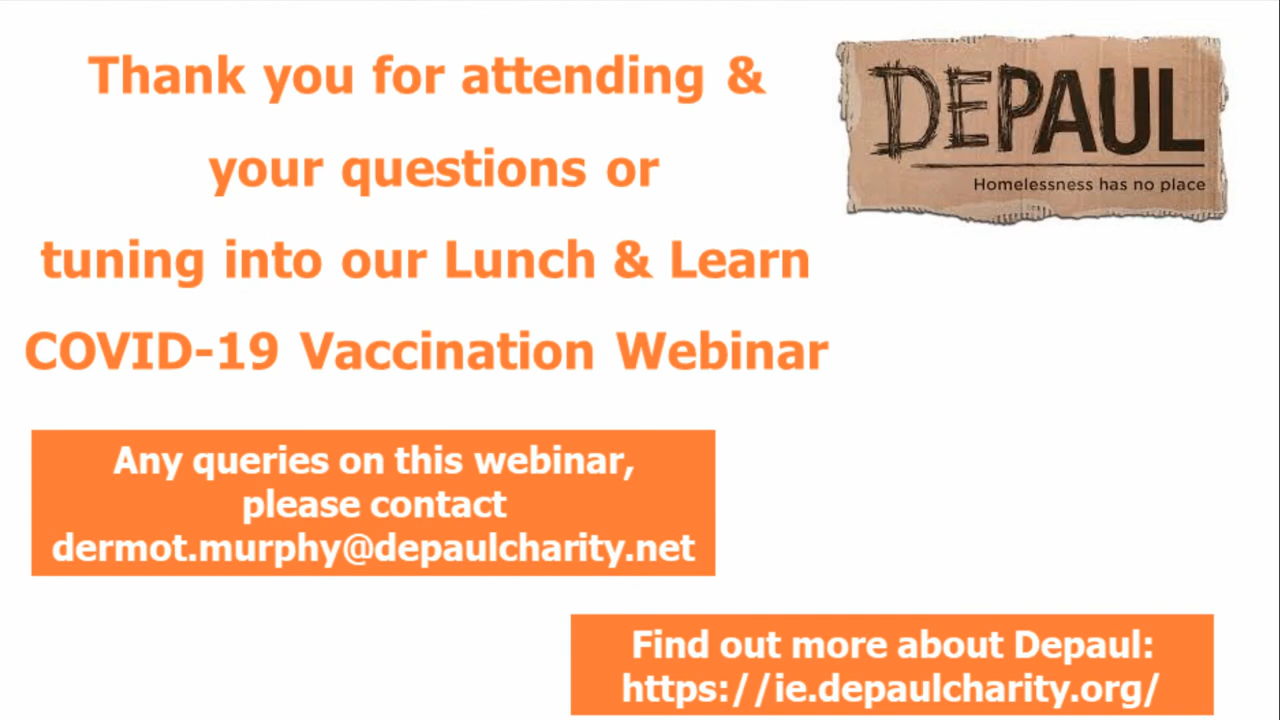 Thank you for attending &
your questions or
tuning into our Lunch & Learn
COVID-19 Vaccination Webinar
DEPAUL
Homelessness has no place
Any queries on this webinar,
please contact
dermot.murphy@depaulcharity.net
Find out more about Depaul:
https://ie.depaulcharity.org/